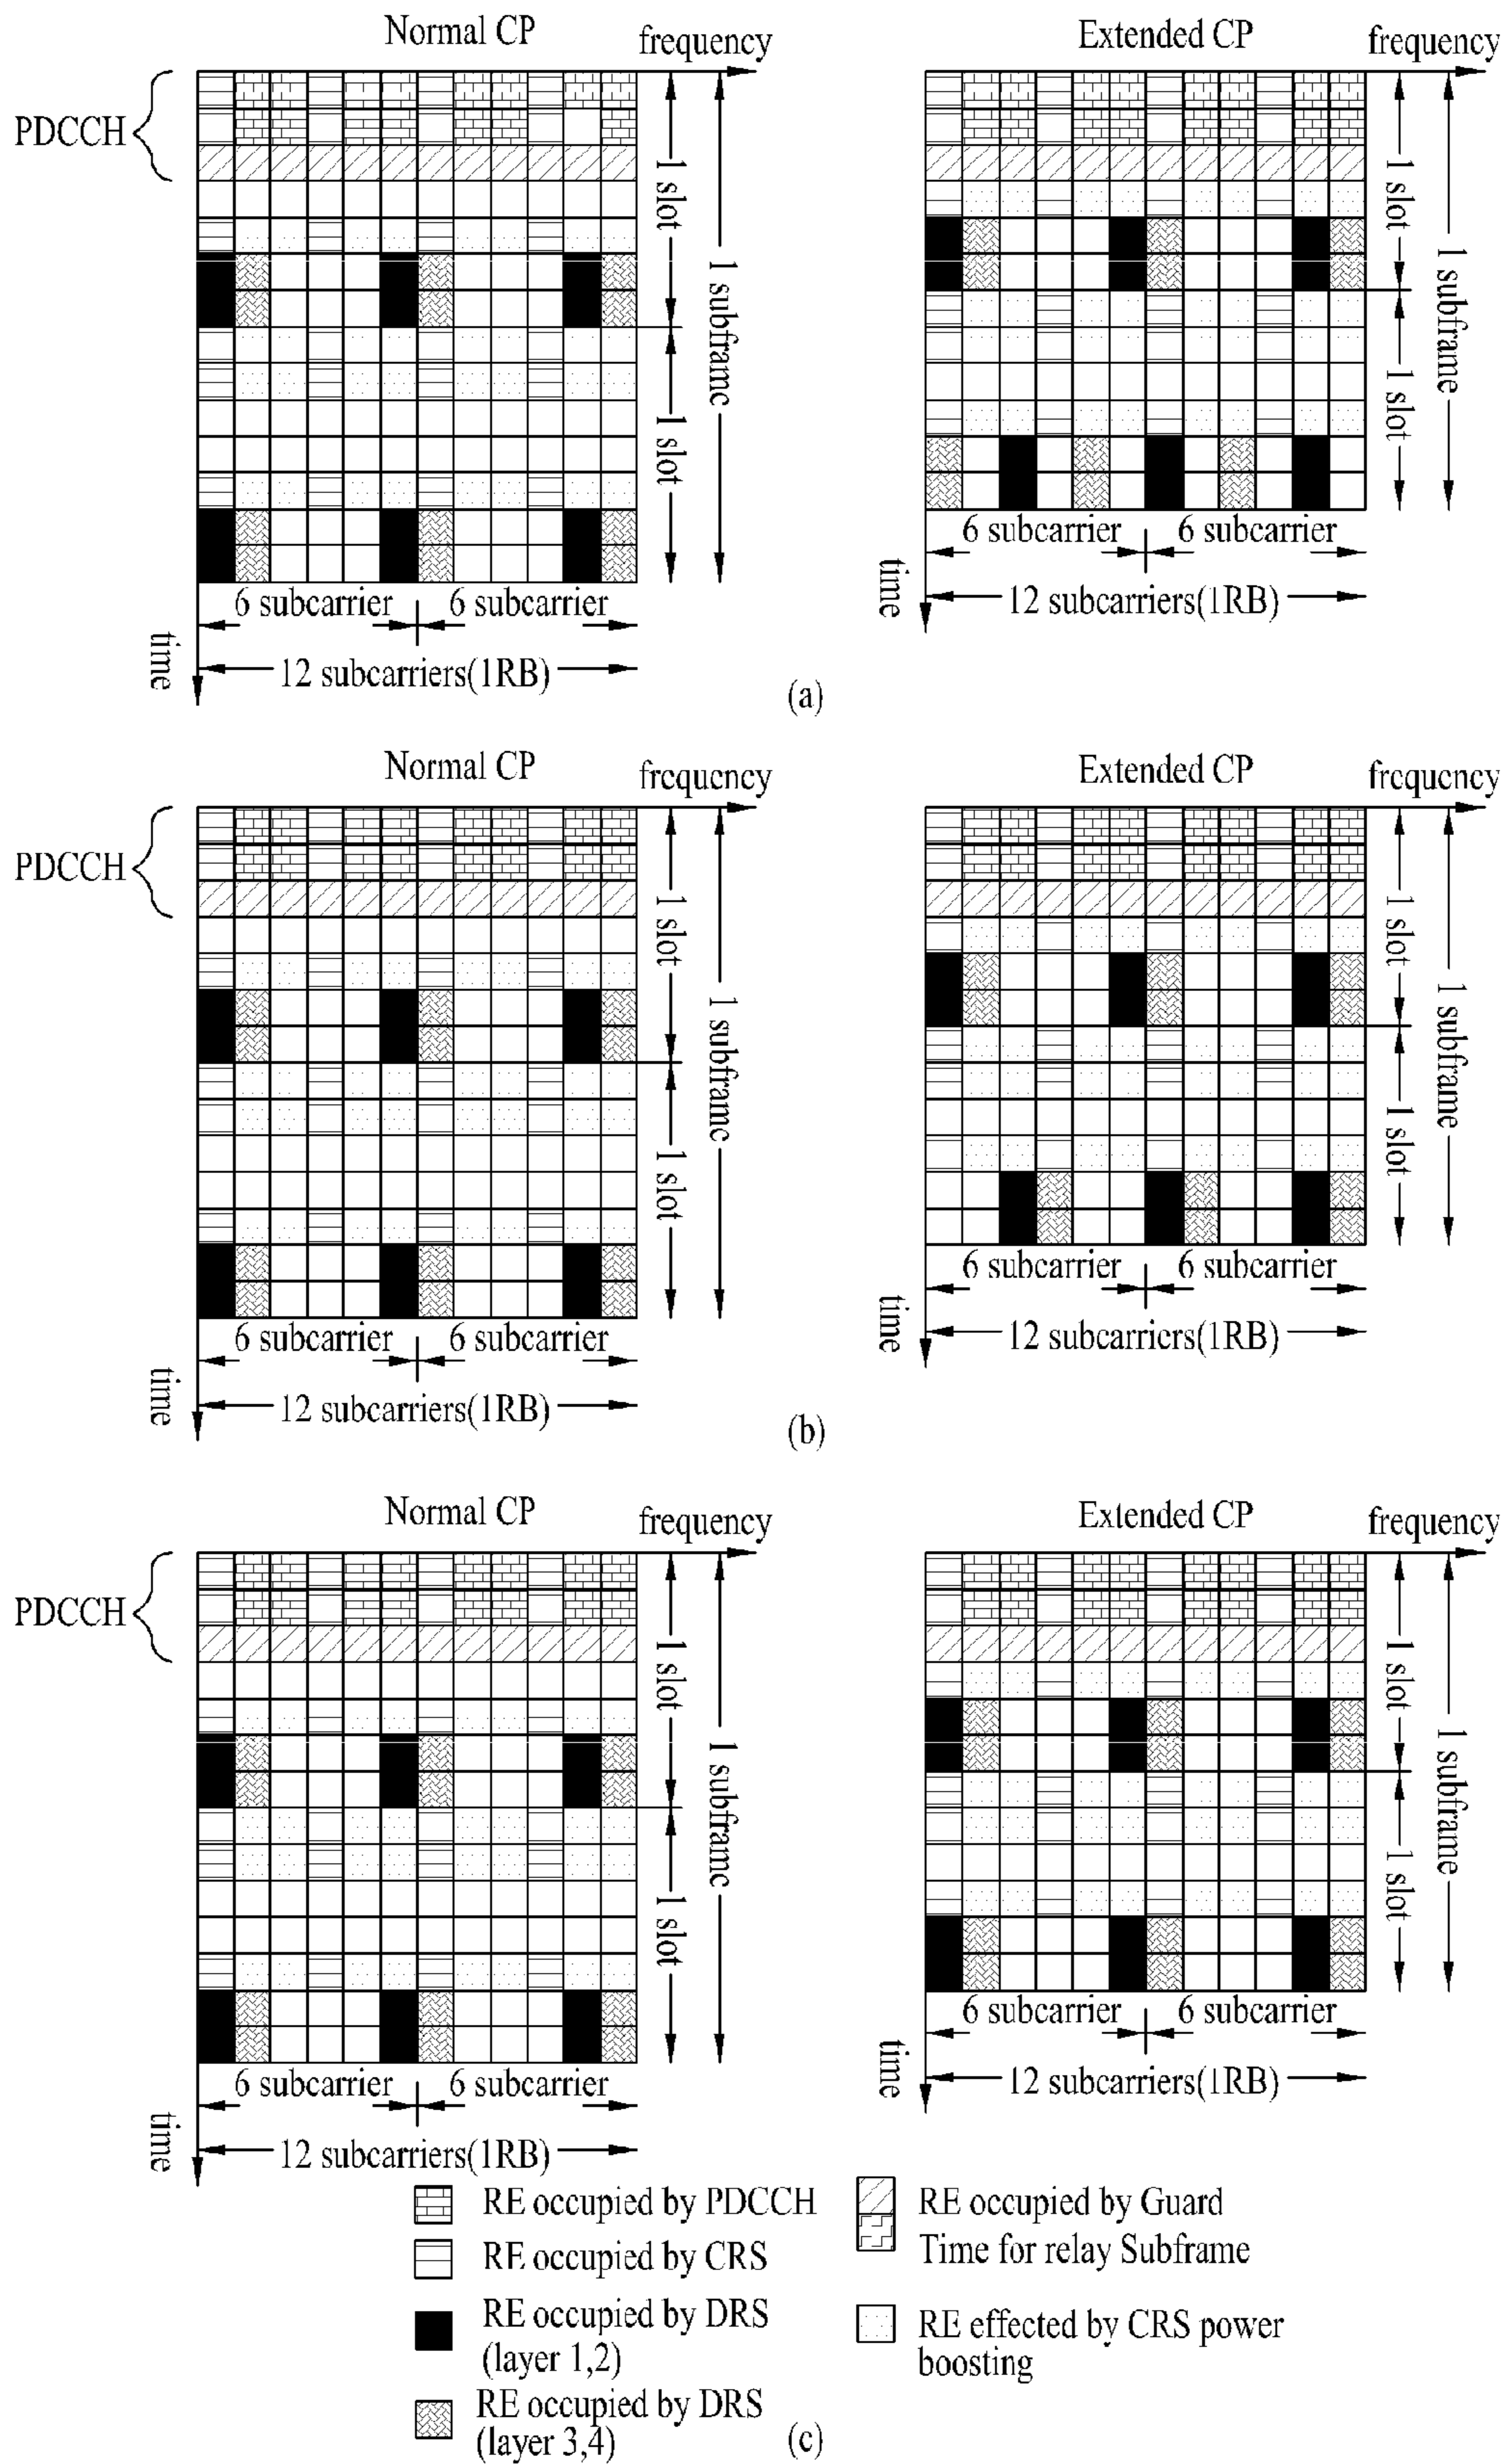 Normal CP
frequency
Extended CP
frequency
PDCCH
1 slot
1 slot
1 subframc
1 slot
1 slot
1 subframe
6 subcarrier
6 subcarrier
12 subcarriers(1RB)
time
6 subcarrier
6 subcarrier
12 subcarriers(1RB)
time
(a)
Normal CP
frcqucncy
Extended CP
frcqucncy
PDCCH
1 slot
1 slot
1 subframc
1 slot
1 slot
1 subframe
6 subcarrier
6 subcarrier
12 subcarriers(1RB)
time
6 subcarrier
6 subcarrier
12 subcarricrs(1RB)
time
(b)
Normal CP
frequency
Extended CP
frequency
PDCCH
1 slot
1 slot
1 subframc
1 slot
1 slot
1 subframe
6 subcarrier
6 subcarrier
12 subcarriers(1RB)
time
6 subcarrier
6 subcarrier
12 subcarriers(1RB)
time
RE occupied by PDCCH
RE occupied by CRS
RE occupied by DRS
(layer 1,2)
RE occupied by DRS
(layer 3,4)
RE occupied by Guard
Time for relay Subframe
RE effected by CRS power
boosting
(c)